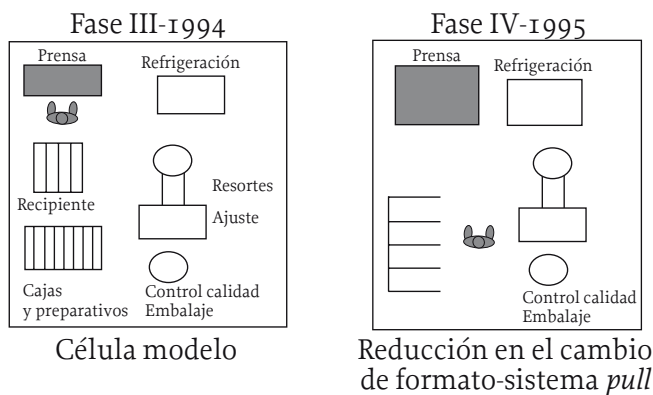 Fase III-1994
Prensa
Refrigeración
Recipiente
Resortes
Ajuste
Cajas
y preparativos
Control calidad
Embalaje
Célula modelo
Fase IV-1995
Prensa
Refrigeración
Control calidad
Embalaje
Reducción en el cambio
de formato-sistema pull